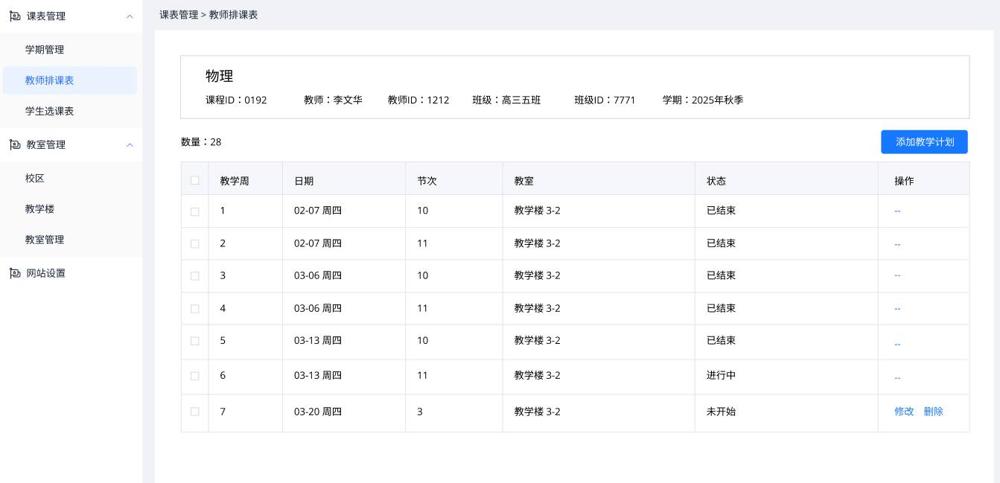 课表管理
学期管理
教师排课表
学生选课表
教室管理
校区
教学楼
教室管理
网站设置
课表管理 > 教师排课表
物理
课程ID：0192 教师：李文华 教师ID：1212 班级：高三五班 班级ID：7771 学期：2025年秋季
数量：28 添加教学计划
教学周 日期 节次 教室 状态 操作
1 02-07 周四 10 教学楼 3-2 已结束 --
2 02-07 周四 11 教学楼 3-2 已结束 --
3 03-06 周四 10 教学楼 3-2 已结束 --
4 03-06 周四 11 教学楼 3-2 已结束 --
5 03-13 周四 10 教学楼 3-2 已结束 --
6 03-13 周四 11 教学楼 3-2 进行中 --
7 03-20 周四 3 教学楼 3-2 未开始 修改 删除